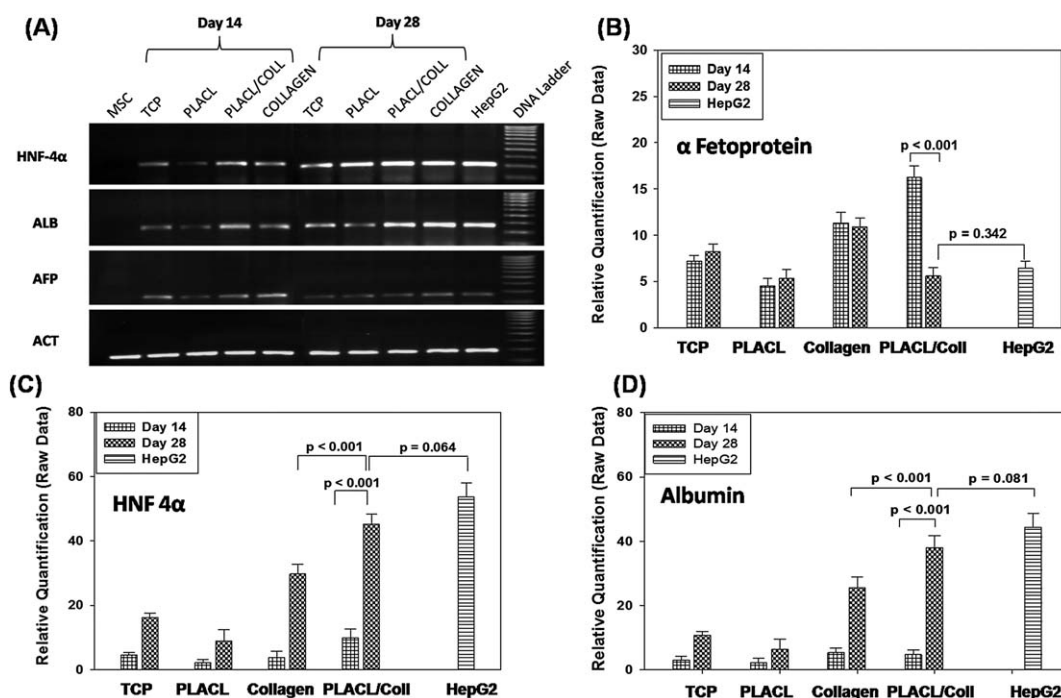 (A)
Day 14 Day 28
MSC TCP PLACL PLACL/COLL COLLAGEN TCP PLACL PLACL/COLL COLLAGEN HepG2 DNA Ladder
HNF-4α
ALB
AFP
ACT
(B)
Relative Quantification (Raw Data)
30
25
20
15
10
5
0
Day 14
Day 28
HepG2
α Fetoprotein
p < 0.001
p = 0.342
TCP PLACL Collagen PLACL/Coll HepG2
(C)
Relative Quantification (Raw Data)
80
60
40
20
0
Day 14
Day 28
HepG2
HNF 4α
p < 0.001
p = 0.064
p < 0.001
TCP PLACL Collagen PLACL/Coll HepG2
(D)
Relative Quantification (Raw Data)
80
60
40
20
0
Day 14
Day 28
HepG2
Albumin
p < 0.001
p = 0.081
p < 0.001
TCP PLACL Collagen PLACL/Coll HepG2